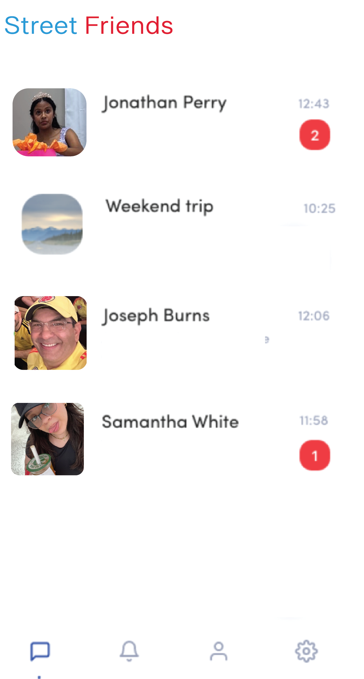 Street Friends
Jonathan Perry 12:43
2
Weekend trip 10:25
Joseph Burns 12:06
e
Samantha White 11:58
1